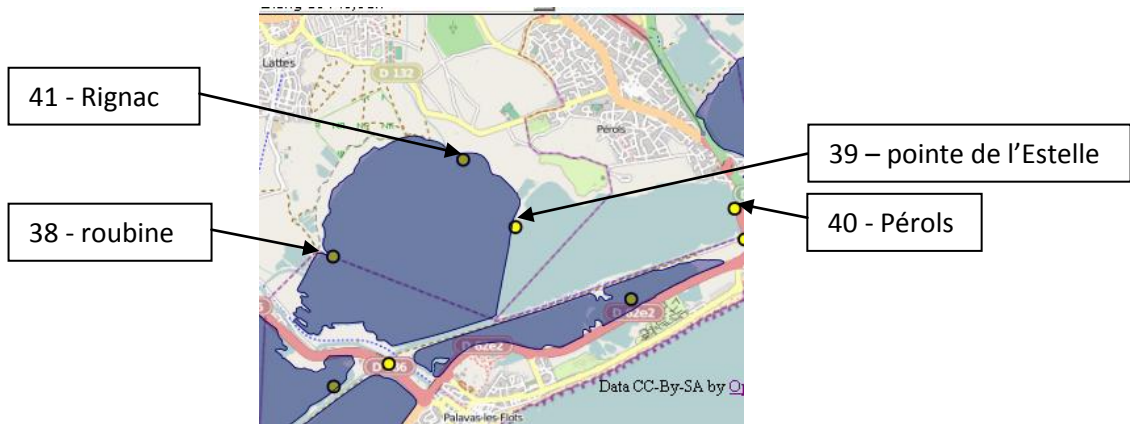 Lattes
D 132
41 - Rignac
Pérols
39 – pointe de l'Estelle
40 - Pérols
38 - roubine
D 62e2
D 62e2
Data CC-By-SA by Op
Palavas-les-Flots